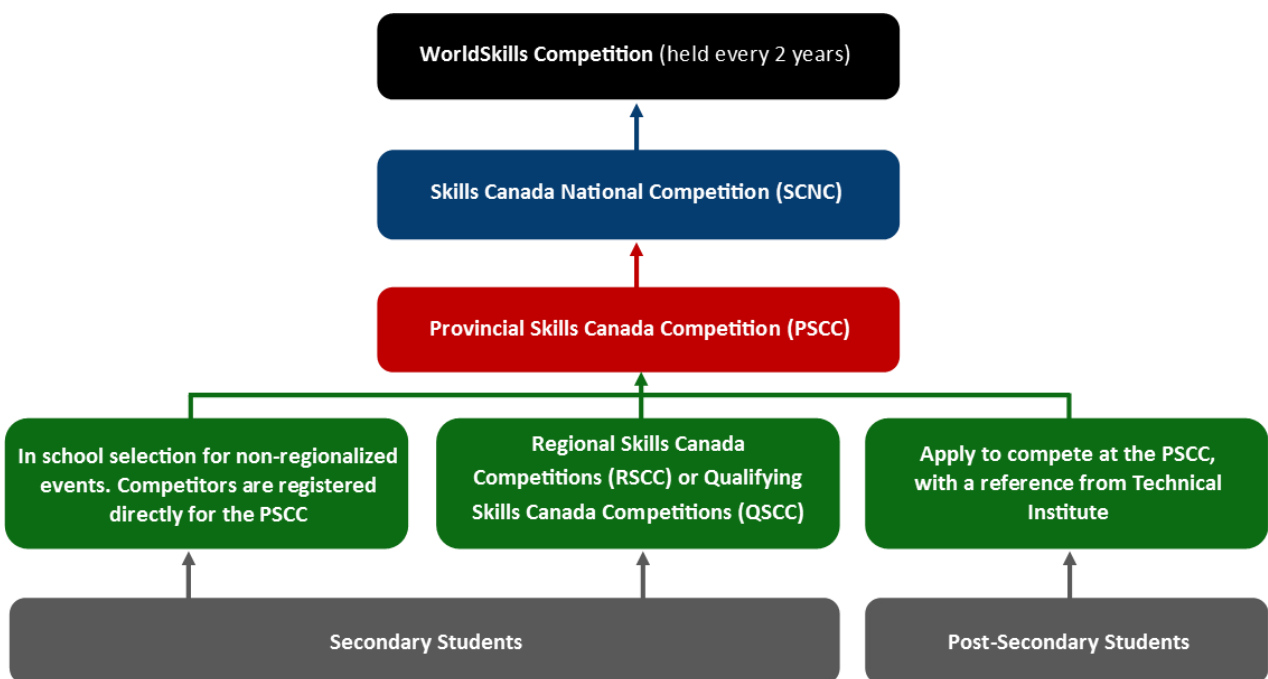 WorldSkills Competition (held every 2 years)
Skills Canada National Competition (SCNC)
Provincial Skills Canada Competition (PSCC)
In school selection for non-regionalized
events. Competitors are registered
directly for the PSCC
Regional Skills Canada
Competitions (RSCC) or Qualifying
Skills Canada Competitions (QSCC)
Apply to compete at the PSCC,
with a reference from Technical
Institute
Secondary Students
Post-Secondary Students